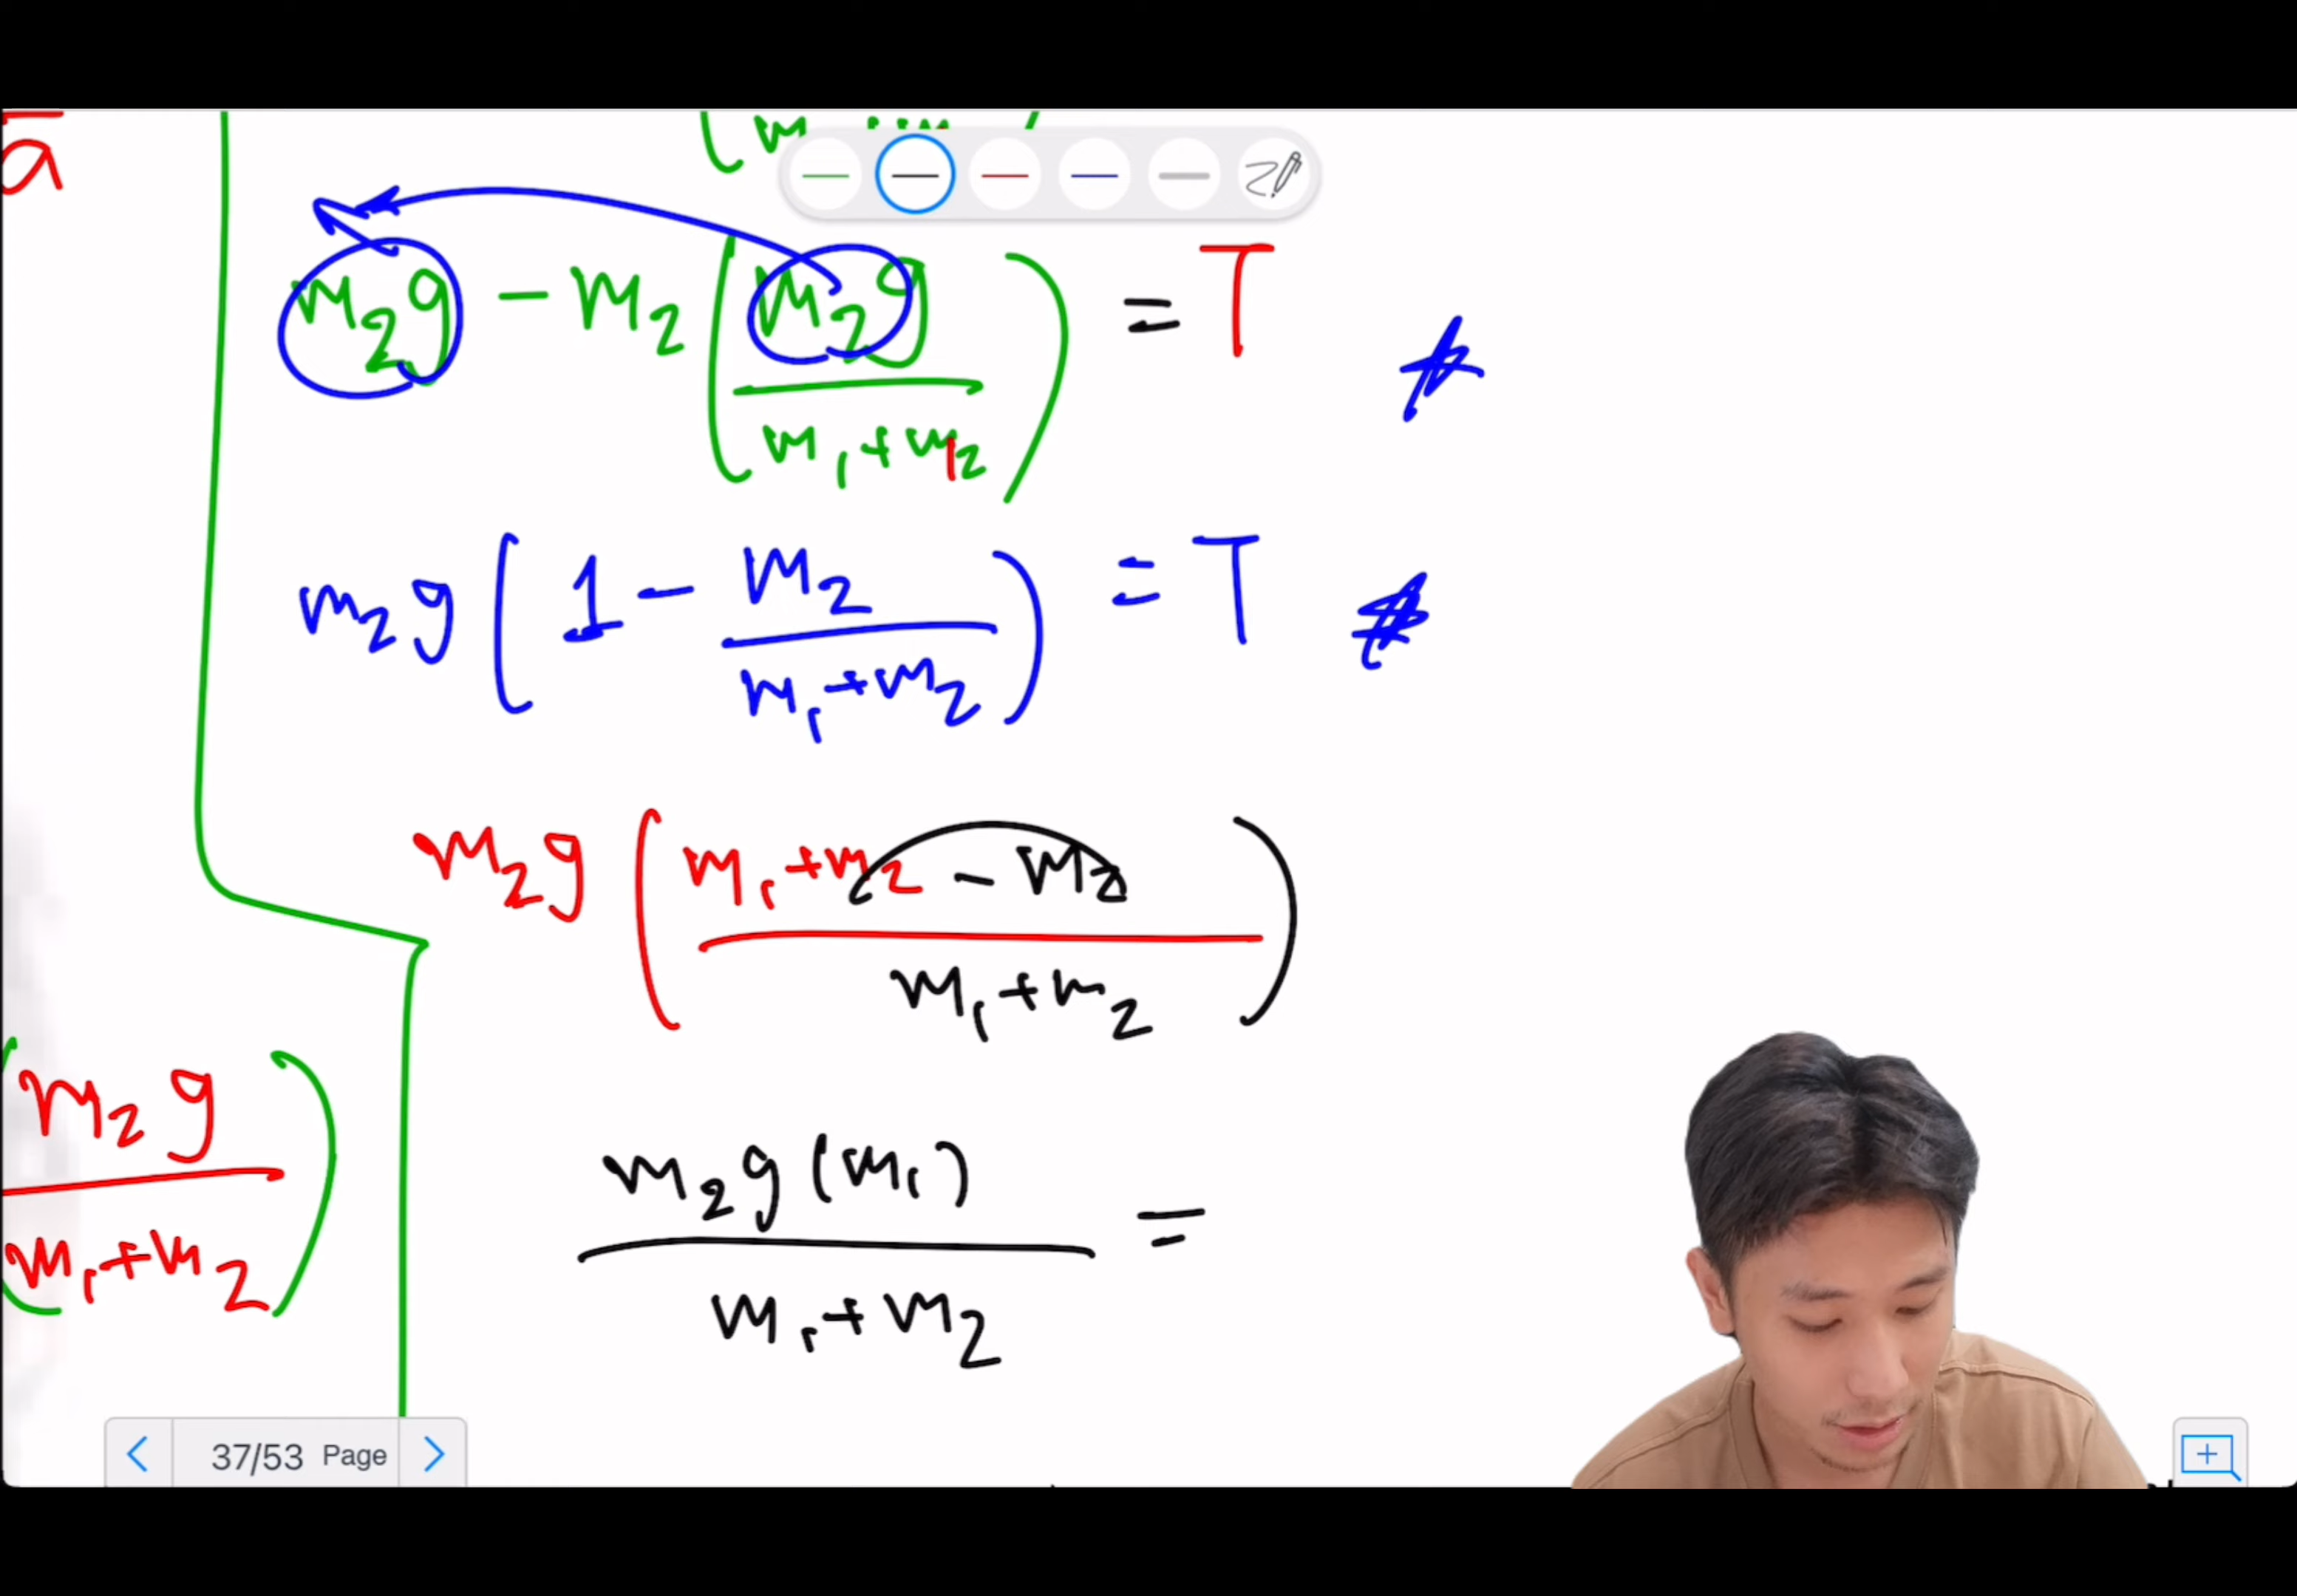 a
m₂g − m₂(m₂g / m₁+m₂) = T
m₂g(1 − m₂ / m₁+m₂) = T
m₂g(m₁+m₂ − m₂ / m₁+m₂)
m₂g / m₁+m₂)
m₂g(m₁) / m₁+m₂ =
37/53 Page